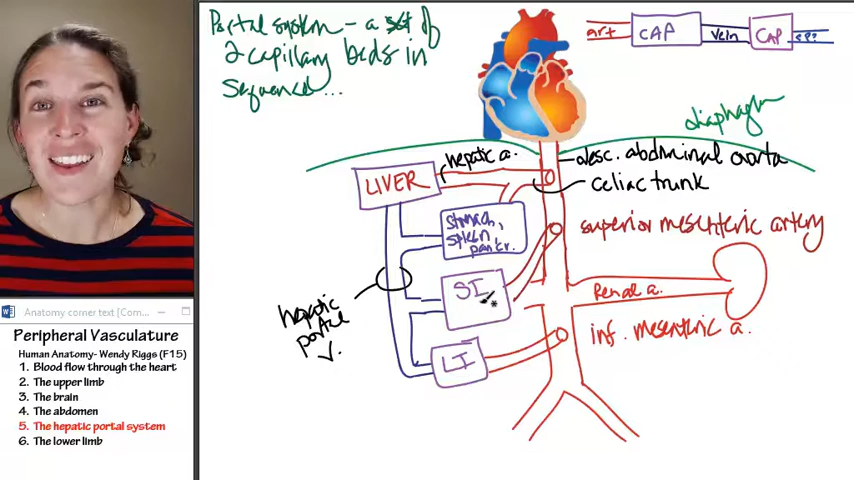 Portal system - a set of
2 capillary beds in
sequence...
art CAP vein CAP
diaphragm
hepatic a.
desc. abdominal aorta
LIVER
celiac trunk
stomach,
spleen
pancr.
superior mesenteric artery
SI
Renal a.
hepatic
portal
v.
inf. mesenteric a.
LI
Anatomy corner text [Com...
Peripheral Vasculature
Human Anatomy- Wendy Riggs (F15)
1. Blood flow through the heart
2. The upper limb
3. The brain
4. The abdomen
5. The hepatic portal system
6. The lower limb